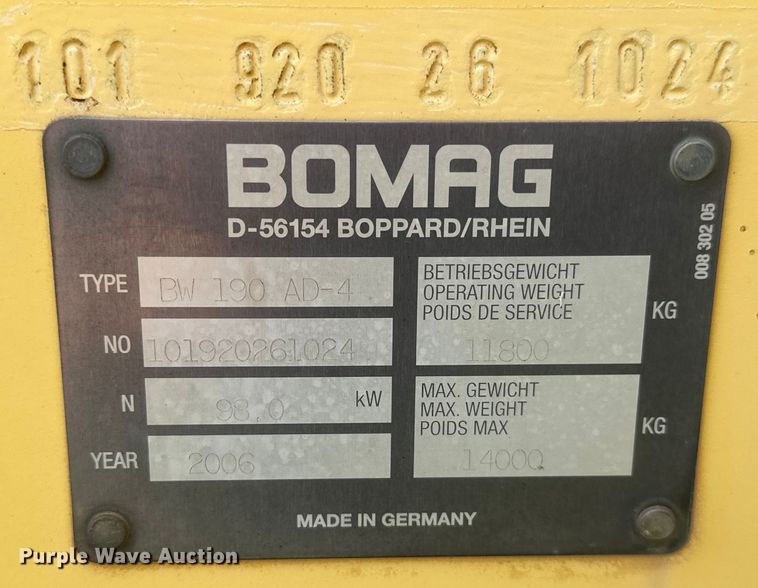 101 920 26 1024
BOMAG
D-56154 BOPPARD/RHEIN
008 302 05
TYPE BW 190 AD-4
NO 101920261024
N 98.0 kW
YEAR 2006
BETRIEBSGEWICHT
OPERATING WEIGHT
POIDS DE SERVICE
11800 KG
MAX. GEWICHT
MAX. WEIGHT
POIDS MAX
14000 KG
MADE IN GERMANY
Purple Wave Auction